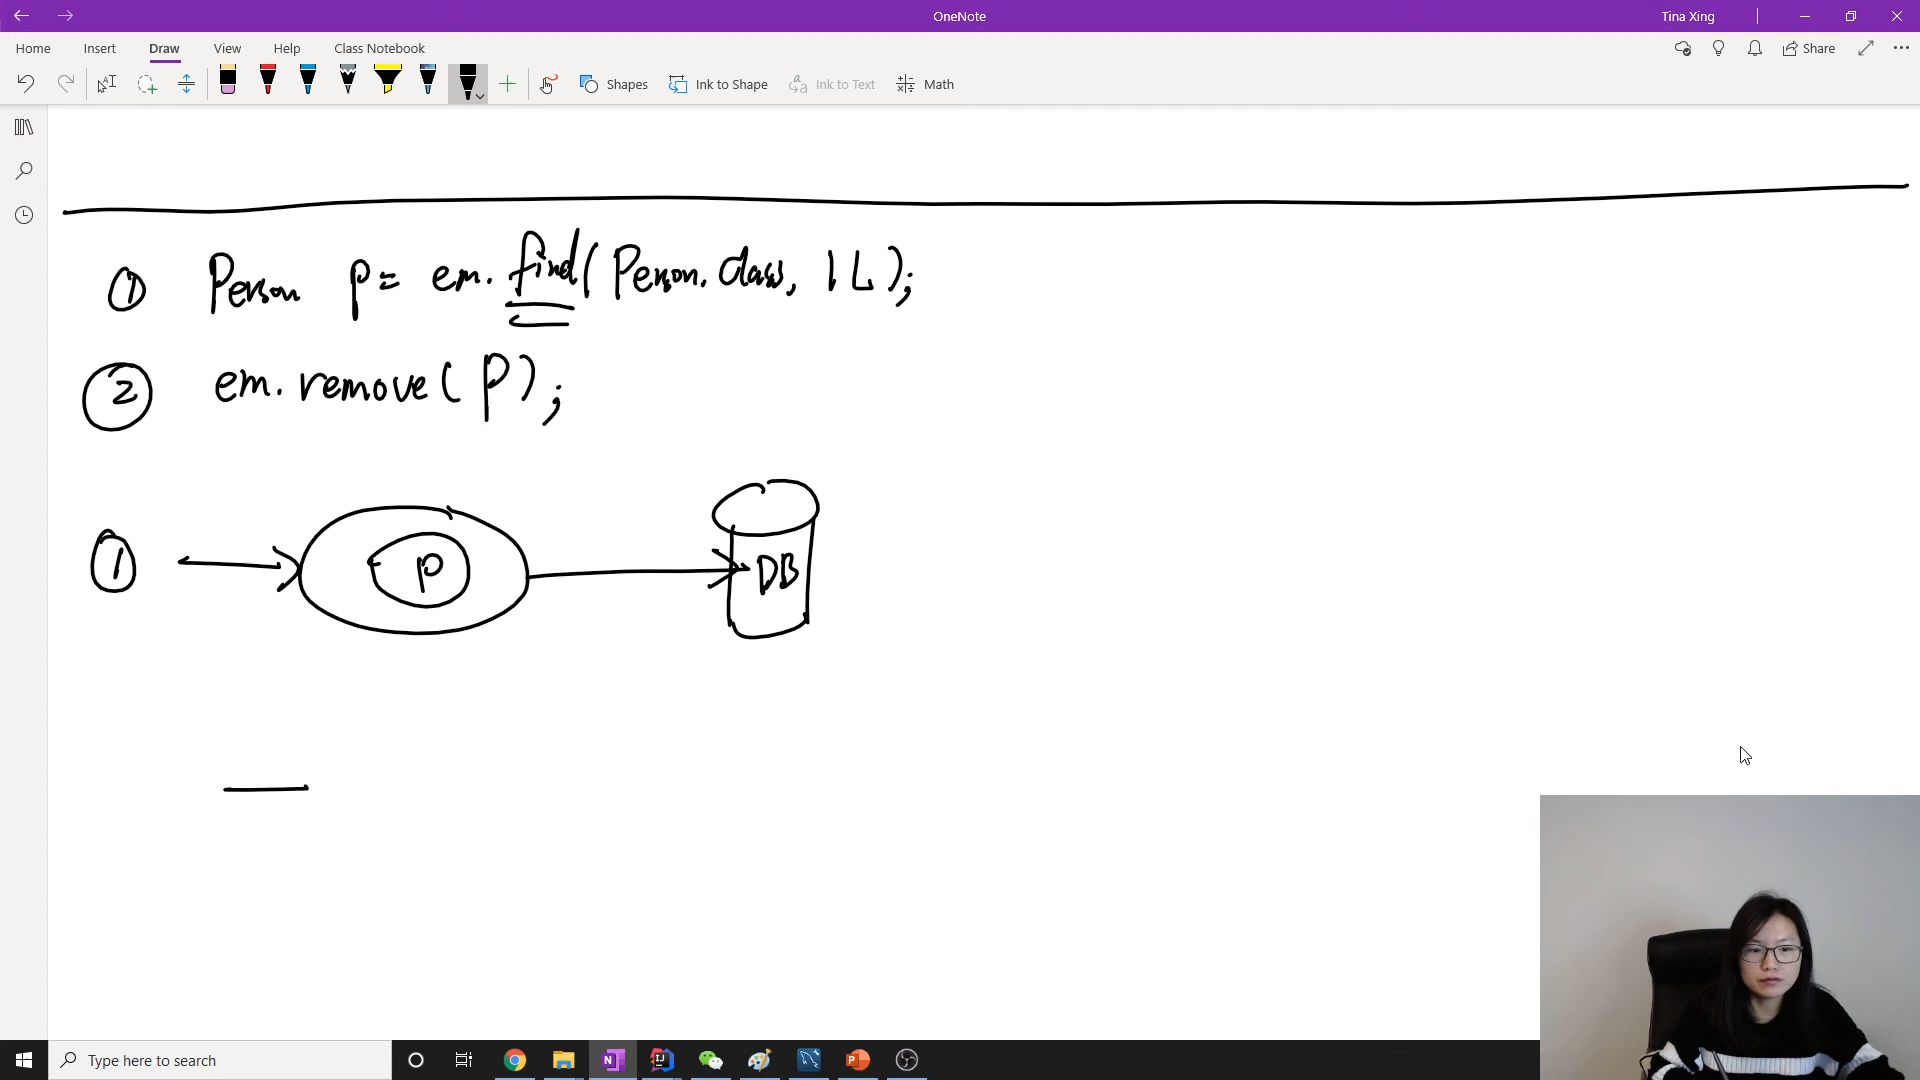 OneNote
Tina Xing
Home Insert Draw View Help Class Notebook
Share
Shapes Ink to Shape Ink to Text Math
① Person p = em.find(Person.class, 1L);
② em.remove(p);
① p DB
Type here to search